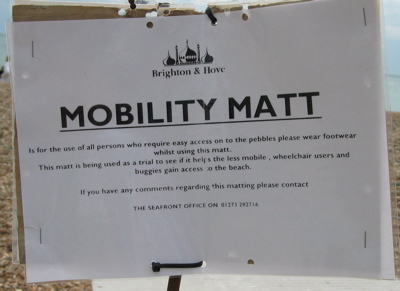 Brighton & Hove
MOBILITY MATT
Is for the use of all persons who require easy access on to the pebbles please wear footwear
whilst using this matt.
This matt is being used as a trial to see if it helps the less mobile , wheelchair users and
buggies gain access to the beach.
If you have any comments regarding this matting please contact
THE SEAFRONT OFFICE ON 01273 292716